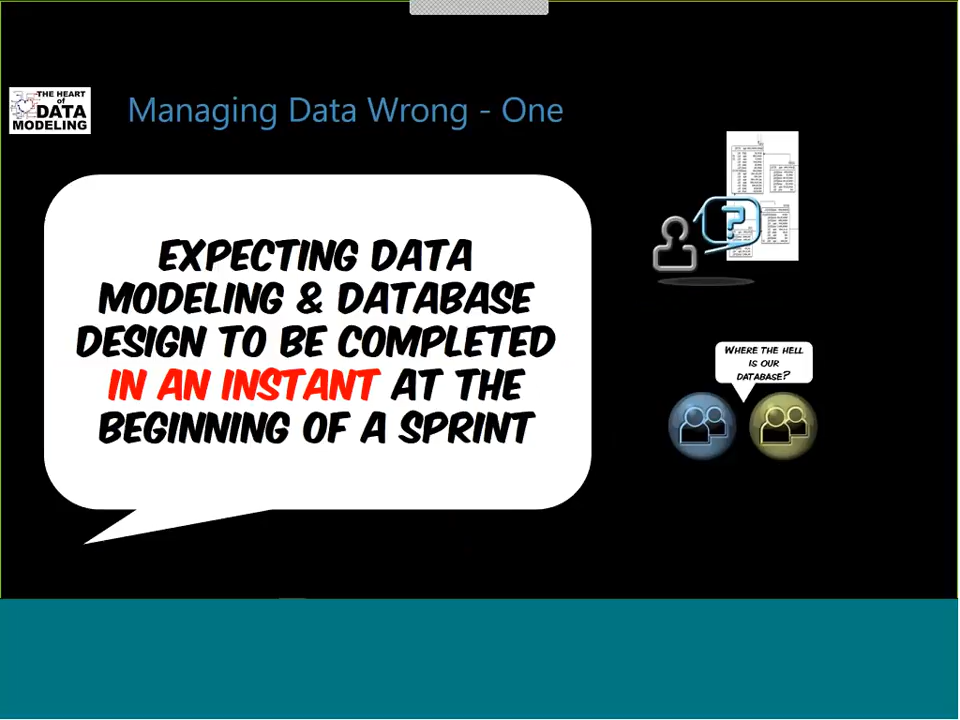 THE HEART
of
DATA
MODELING
Managing Data Wrong - One
EXPECTING DATA
MODELING & DATABASE
DESIGN TO BE COMPLETED
IN AN INSTANT AT THE
BEGINNING OF A SPRINT
?
WHERE THE HELL
IS OUR
DATABASE?